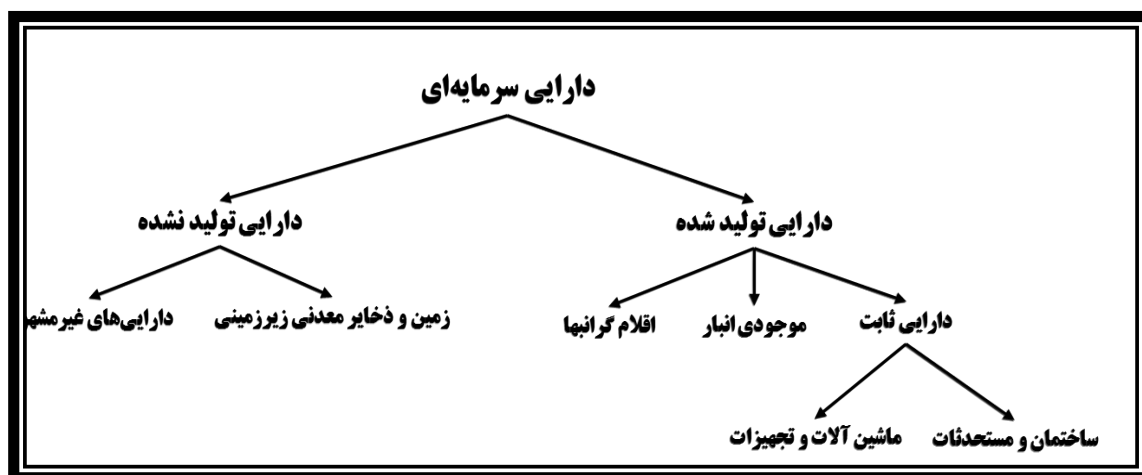 دارایی سرمایه‌ای
دارایی تولید شده
دارایی تولید نشده
دارایی ثابت
موجودی انبار
اقلام گرانبها
زمین و ذخایر معدنی زیرزمینی
دارایی‌های
ساختمان و مستحدثات
ماشین آلات و تجهیزات